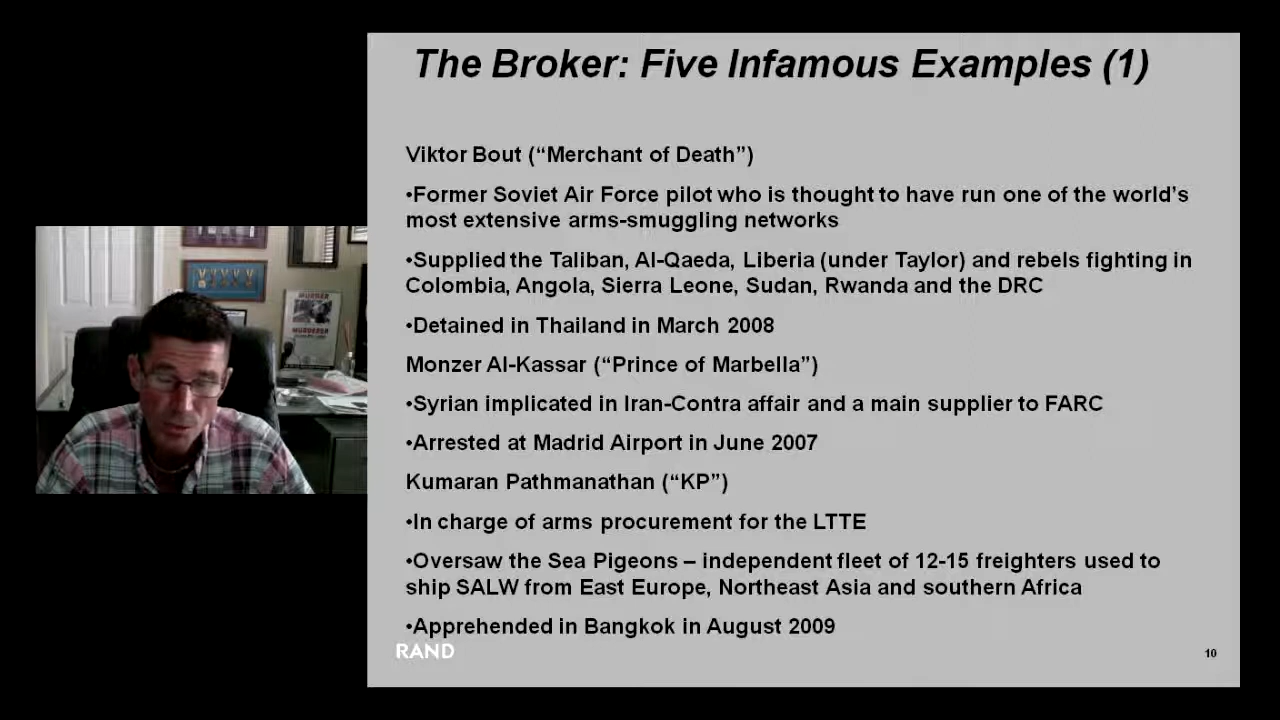 The Broker: Five Infamous Examples (1)
Viktor Bout (“Merchant of Death”)
•Former Soviet Air Force pilot who is thought to have run one of the world’s
most extensive arms-smuggling networks
•Supplied the Taliban, Al-Qaeda, Liberia (under Taylor) and rebels fighting in
Colombia, Angola, Sierra Leone, Sudan, Rwanda and the DRC
•Detained in Thailand in March 2008
Monzer Al-Kassar (“Prince of Marbella”)
•Syrian implicated in Iran-Contra affair and a main supplier to FARC
•Arrested at Madrid Airport in June 2007
Kumaran Pathmanathan (“KP”)
•In charge of arms procurement for the LTTE
•Oversaw the Sea Pigeons – independent fleet of 12-15 freighters used to
ship SALW from East Europe, Northeast Asia and southern Africa
•Apprehended in Bangkok in August 2009
RAND
10
MURDER
MURDERER